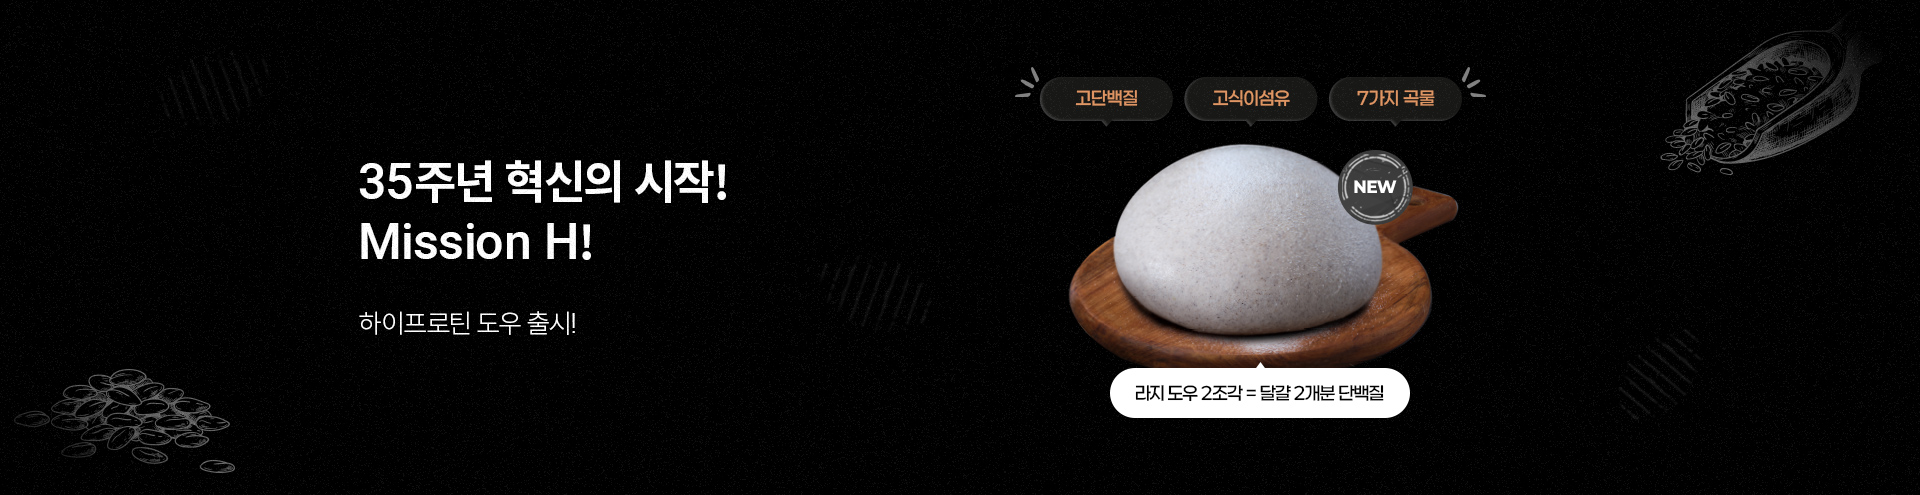 35주년 혁신의 시작!
Mission H!
하이프로틴 도우 출시!
고단백질
고식이섬유
7가지 곡물
NEW
라지 도우 2조각 = 달걀 2개분 단백질